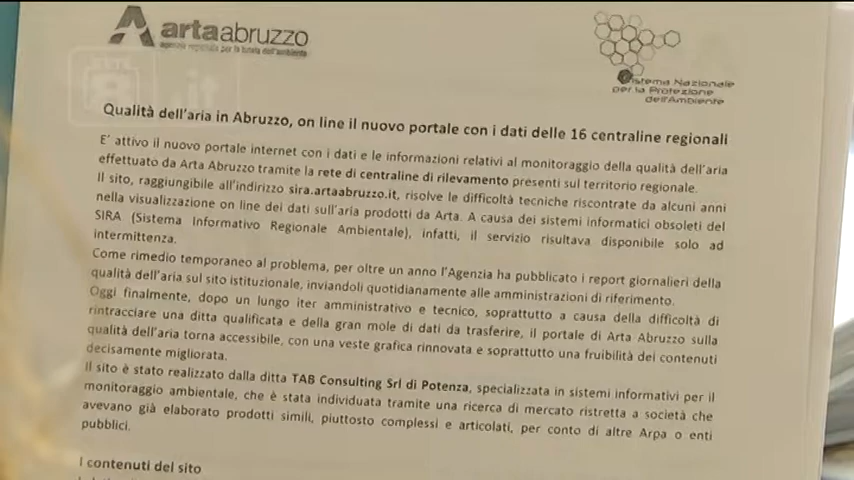 artaabruzzo
agenzia regionale per la tutela dell'ambiente
Sistema Nazionale
per la Protezione
dell'Ambiente
RETE
8.it
Qualità dell'aria in Abruzzo, on line il nuovo portale con i dati delle 16 centraline regionali
E' attivo il nuovo portale internet con i dati e le informazioni relativi al monitoraggio della qualità dell'aria
effettuato da Arta Abruzzo tramite la rete di centraline di rilevamento presenti sul territorio regionale.
Il sito, raggiungibile all'indirizzo sira.artaabruzzo.it, risolve le difficoltà tecniche riscontrate da alcuni anni
nella visualizzazione on line dei dati sull'aria prodotti da Arta. A causa dei sistemi informatici obsoleti del
SIRA (Sistema Informativo Regionale Ambientale), infatti, il servizio risultava disponibile solo ad
intermittenza.
Come rimedio temporaneo al problema, per oltre un anno l'Agenzia ha pubblicato i report giornalieri della
qualità dell'aria sul sito istituzionale, inviandoli quotidianamente alle amministrazioni di riferimento.
Oggi finalmente, dopo un lungo iter amministrativo e tecnico, soprattutto a causa della difficoltà di
rintracciare una ditta qualificata e della gran mole di dati da trasferire, il portale di Arta Abruzzo sulla
qualità dell'aria torna accessibile, con una veste grafica rinnovata e soprattutto una fruibilità dei contenuti
decisamente migliorata.
Il sito è stato realizzato dalla ditta TAB Consulting Srl di Potenza, specializzata in sistemi informativi per il
monitoraggio ambientale, che è stata individuata tramite una ricerca di mercato ristretta a società che
avevano già elaborato prodotti simili, piuttosto complessi e articolati, per conto di altre Arpa o enti
pubblici.
I contenuti del sito